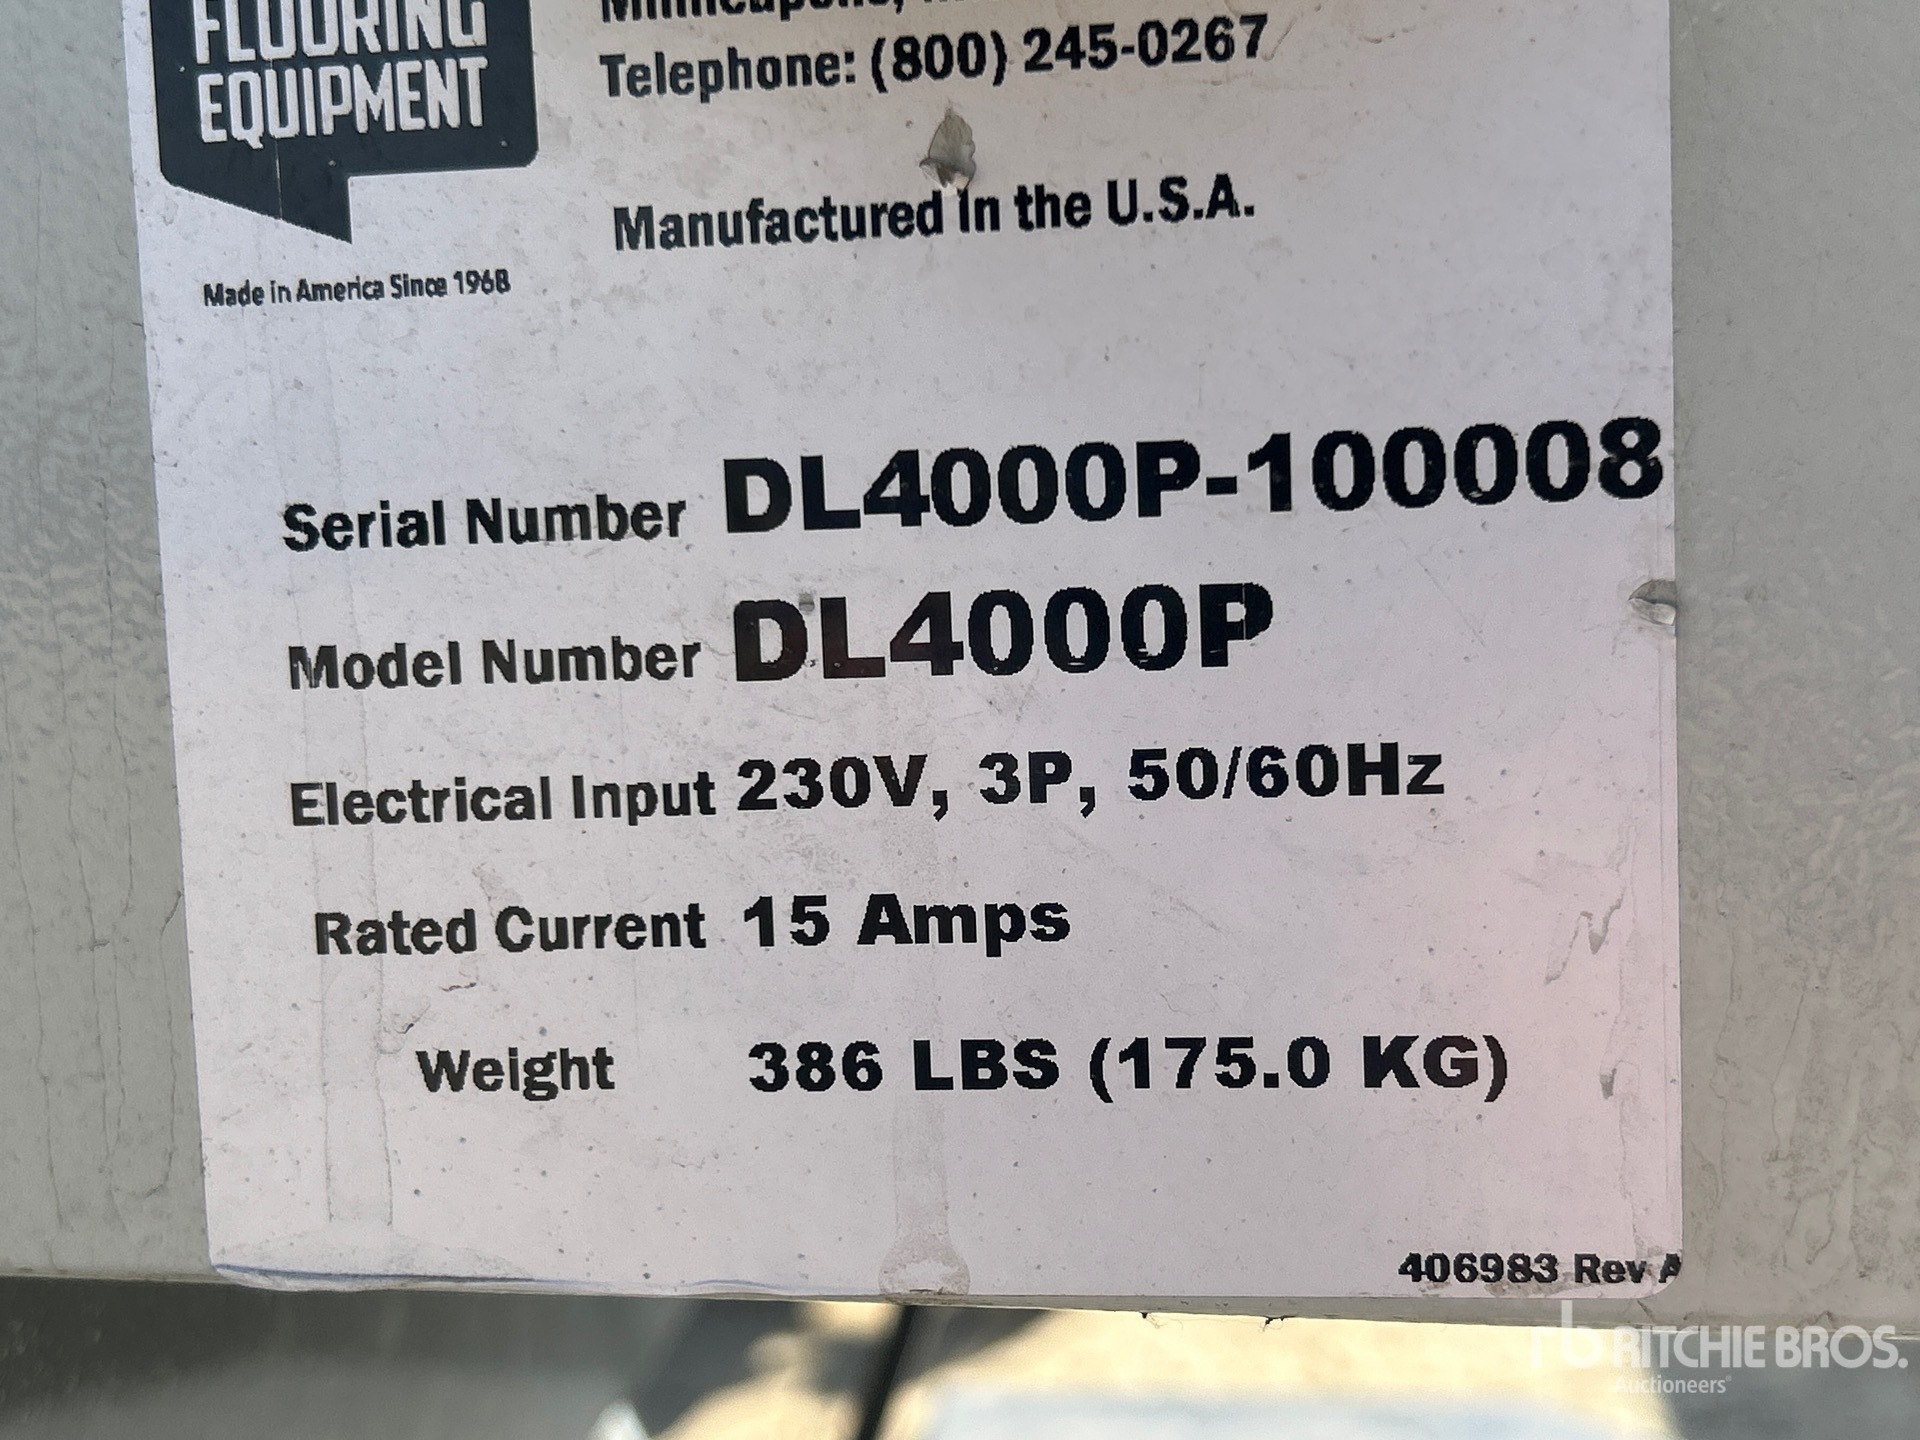 FLOORING
EQUIPMENT
Made in America Since 1968
Telephone: (800) 245-0267
Manufactured In the U.S.A.
Serial Number DL4000P-100008
Model Number DL4000P
Electrical Input 230V, 3P, 50/60Hz
Rated Current 15 Amps
Weight 386 LBS (175.0 KG)
406983 Rev A
rb RITCHIE BROS.
Auctioneers